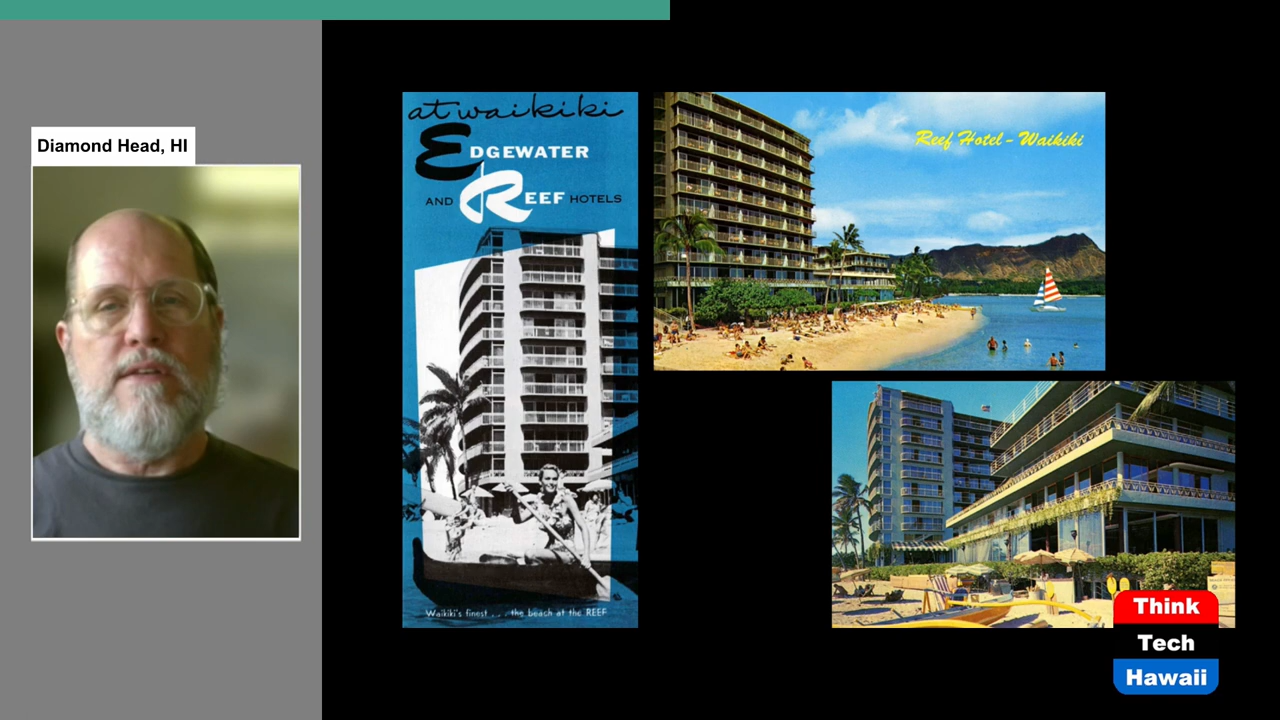 Diamond Head, HI
at waikiki
EDGEWATER
AND REEF HOTELS
Waikiki's finest . . . the beach at the REEF
Reef Hotel - Waikiki
Think
Tech
Hawaii